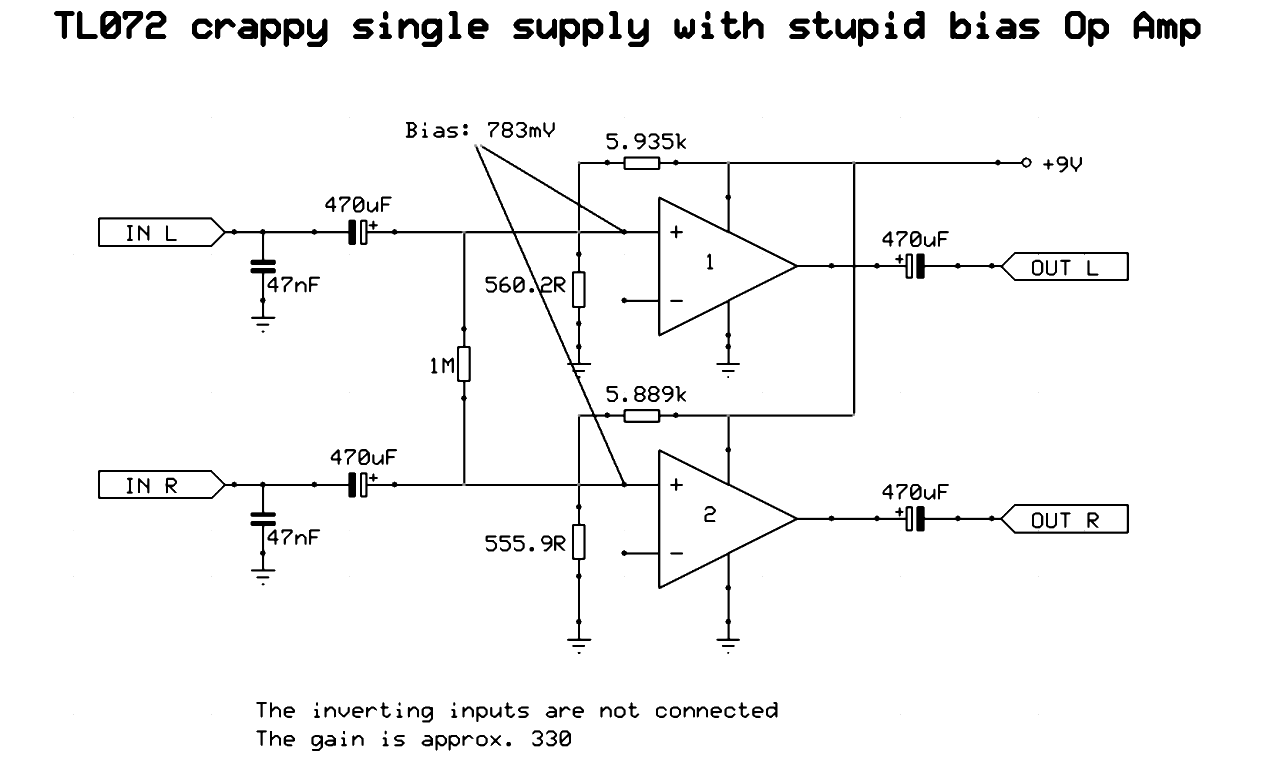 TL072 crappy single supply with stupid bias Op Amp
Bias: 783mV
5.935k
+9V
470uF
IN L
+
+
1
470uF
+
OUT L
47nF
560.2R
−
1M
5.889k
470uF
IN R
+
+
2
470uF
+
OUT R
47nF
555.9R
−
The inverting inputs are not connected
The gain is approx. 330